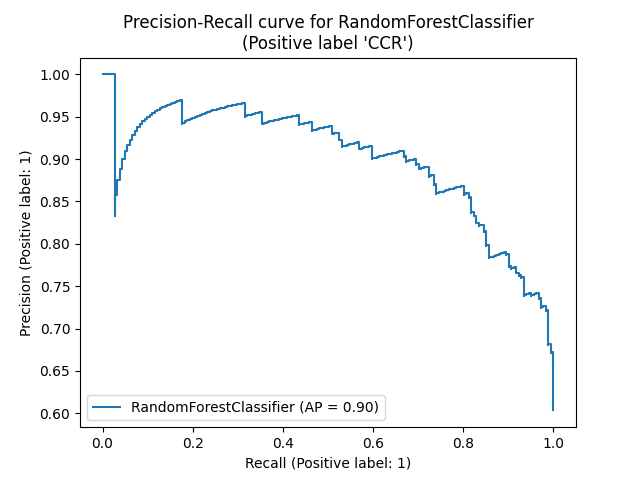 Precision-Recall curve for RandomForestClassifier
(Positive label 'CCR')
1.00
0.95
0.90
0.85
0.80
0.75
0.70
0.65
0.60
Precision (Positive label: 1)
RandomForestClassifier (AP = 0.90)
0.0 0.2 0.4 0.6 0.8 1.0
Recall (Positive label: 1)